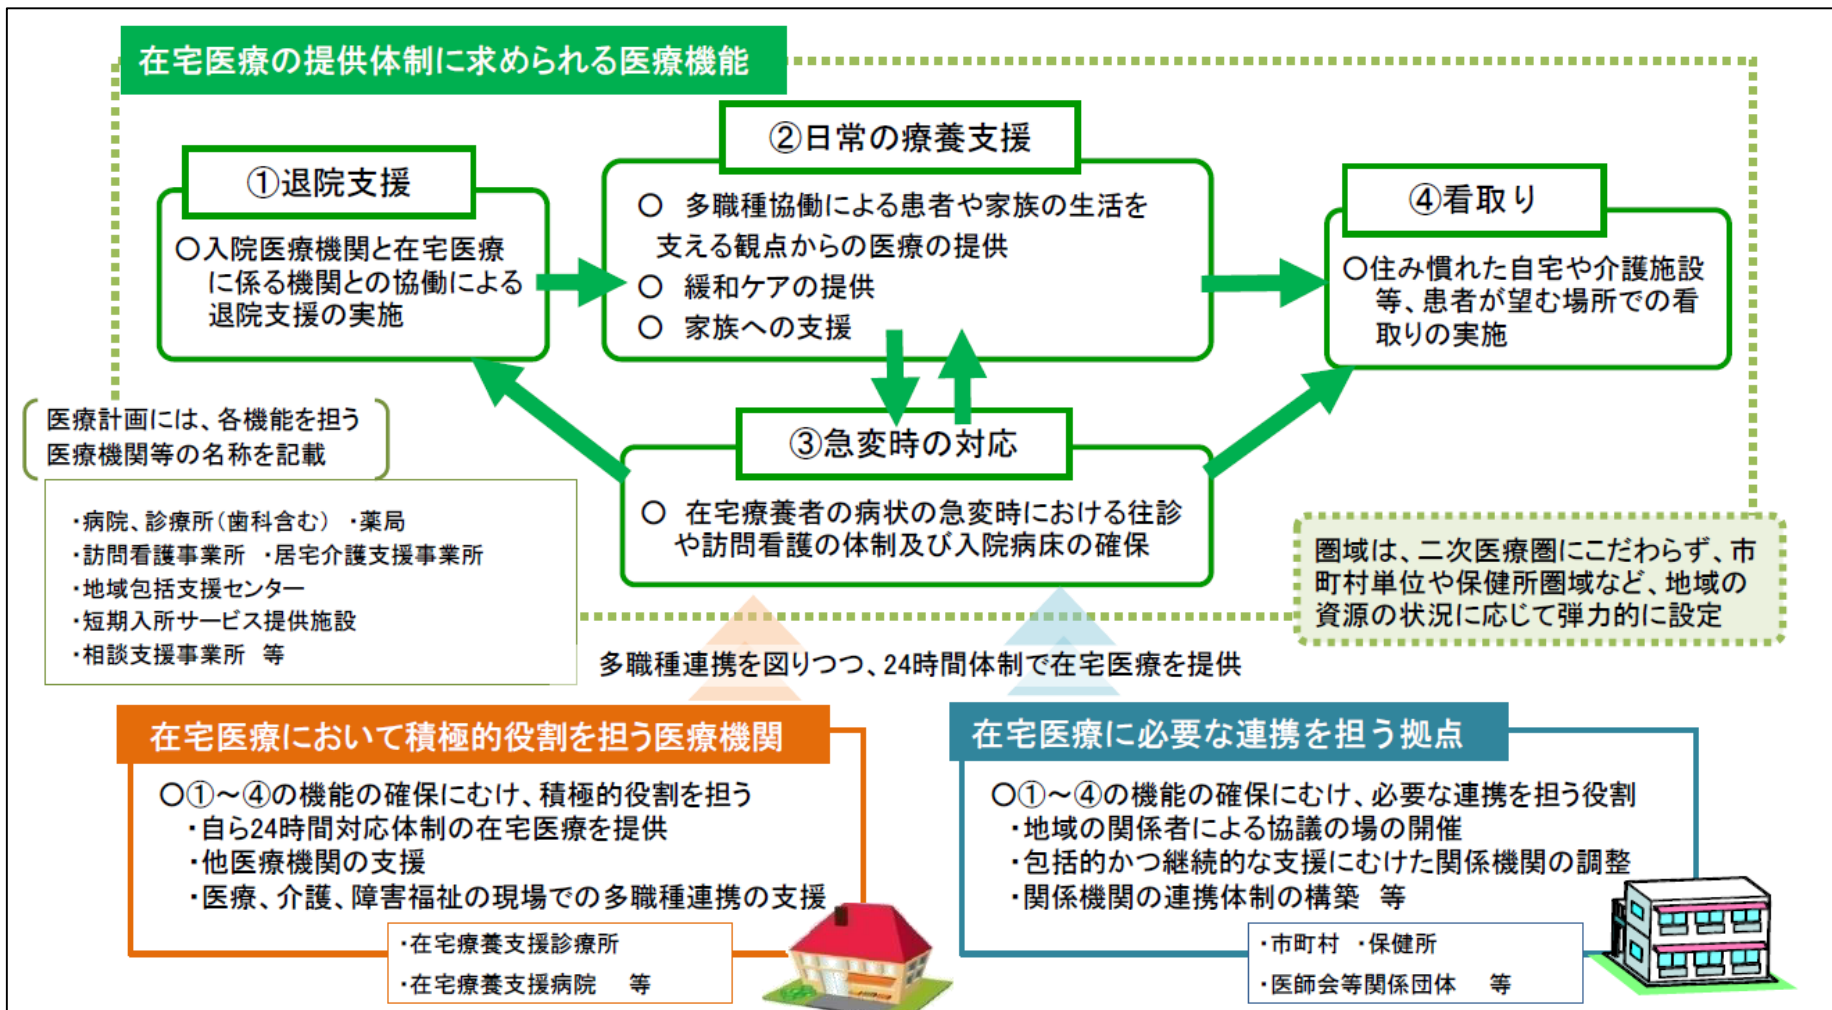 在宅医療の提供体制に求められる医療機能
①退院支援
○入院医療機関と在宅医療
に係る機関との協働による
退院支援の実施
②日常の療養支援
○ 多職種協働による患者や家族の生活を
支える観点からの医療の提供
○ 緩和ケアの提供
○ 家族への支援
④看取り
○住み慣れた自宅や介護施設
等、患者が望む場所での看
取りの実施
③急変時の対応
○ 在宅療養者の病状の急変時における往診
や訪問看護の体制及び入院病床の確保
医療計画には、各機能を担う
医療機関等の名称を記載
・病院、診療所(歯科含む) ・薬局
・訪問看護事業所 ・居宅介護支援事業所
・地域包括支援センター
・短期入所サービス提供施設
・相談支援事業所 等
圏域は、二次医療圏にこだわらず、市
町村単位や保健所圏域など、地域の
資源の状況に応じて弾力的に設定
多職種連携を図りつつ、24時間体制で在宅医療を提供
在宅医療において積極的役割を担う医療機関
○①～④の機能の確保にむけ、積極的役割を担う
・自ら24時間対応体制の在宅医療を提供
・他医療機関の支援
・医療、介護、障害福祉の現場での多職種連携の支援
・在宅療養支援診療所
・在宅療養支援病院 等
在宅医療に必要な連携を担う拠点
○①～④の機能の確保にむけ、必要な連携を担う役割
・地域の関係者による協議の場の開催
・包括的かつ継続的な支援にむけた関係機関の調整
・関係機関の連携体制の構築 等
・市町村 ・保健所
・医師会等関係団体 等